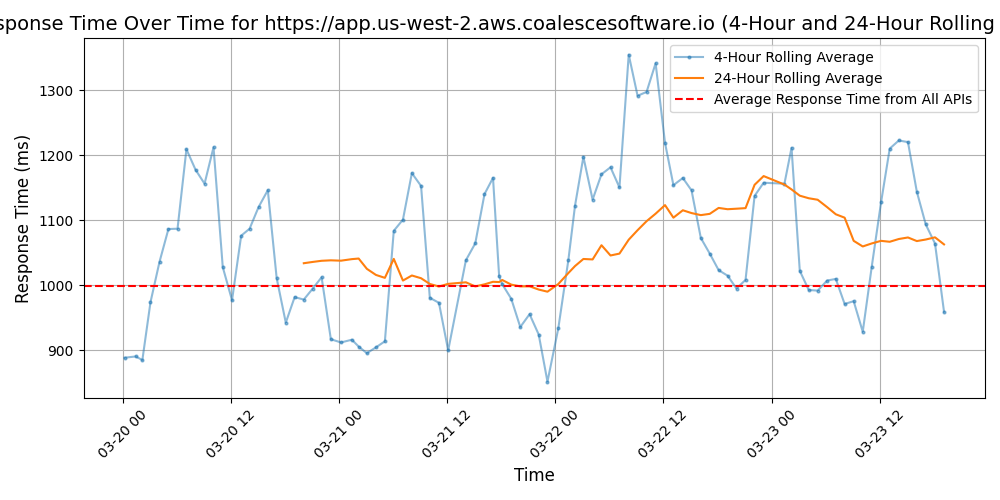 sponse Time Over Time for https://app.us-west-2.aws.coalescesoftware.io (4-Hour and 24-Hour Rolling
4-Hour Rolling Average
24-Hour Rolling Average
Average Response Time from All APIs
Response Time (ms)
1300
1200
1100
1000
900
03-20 00
03-20 12
03-21 00
03-21 12
03-22 00
03-22 12
03-23 00
03-23 12
Time